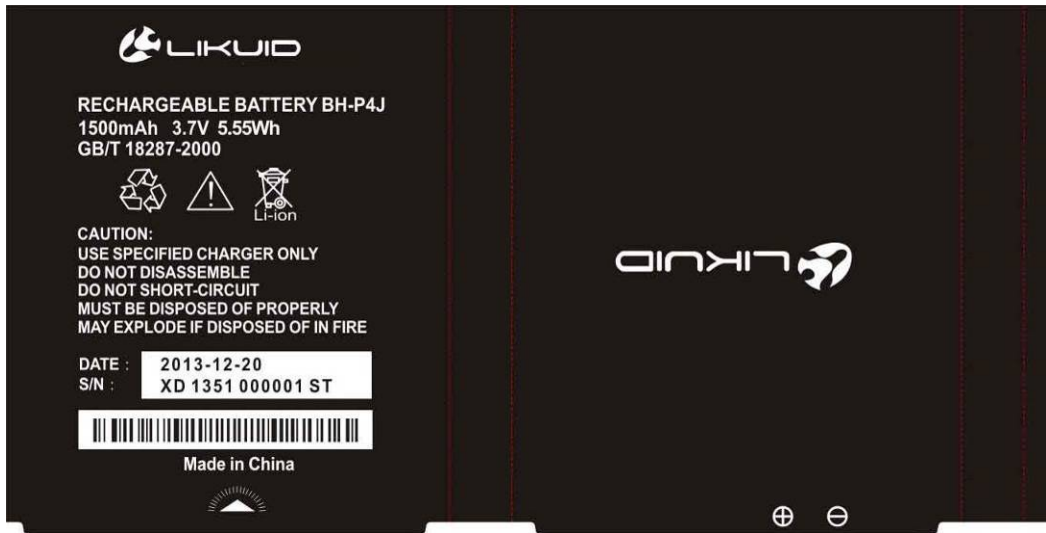 LIKUID
RECHARGEABLE BATTERY BH-P4J
1500mAh 3.7V 5.55Wh
GB/T 18287-2000
Li-ion
CAUTION:
USE SPECIFIED CHARGER ONLY
DO NOT DISASSEMBLE
DO NOT SHORT-CIRCUIT
MUST BE DISPOSED OF PROPERLY
MAY EXPLODE IF DISPOSED OF IN FIRE
DATE : 2013-12-20
S/N : XD 1351 000001 ST
Made in China
LIKUID